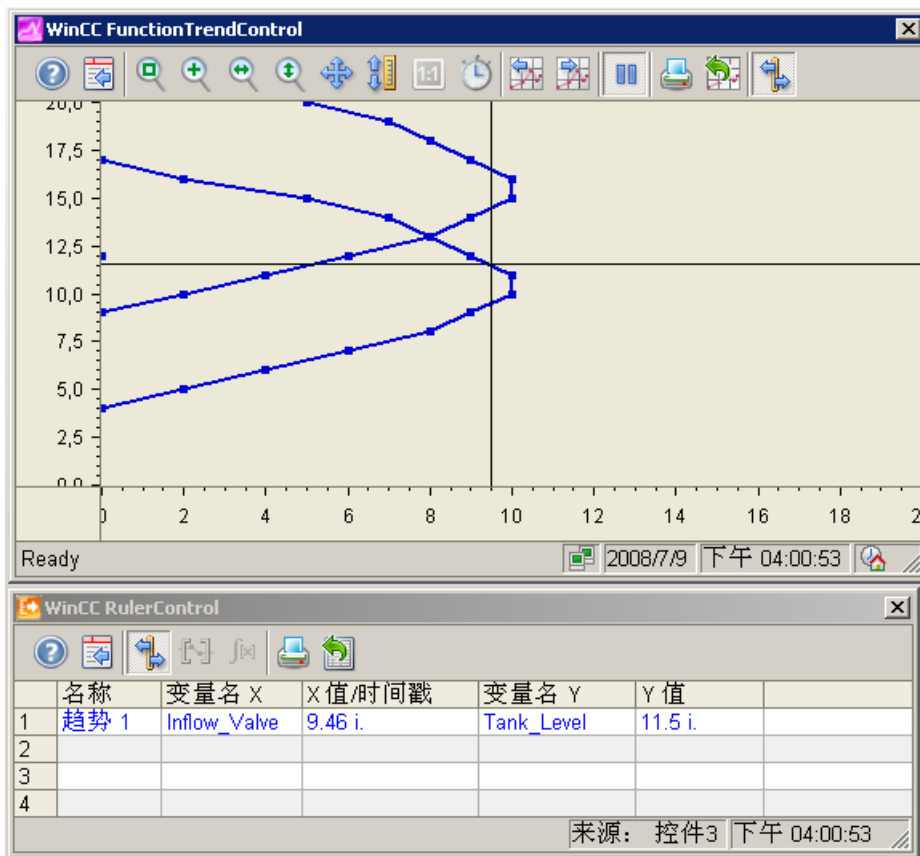 WinCC FunctionTrendControl
1:1
20,0
17,5
15,0
12,5
10,0
7,5
5,0
2,5
0,0
0 2 4 6 8 10 12 14 16 18 2
Ready 2008/7/9 下午 04:00:53
WinCC RulerControl
名称 变量名 X X 值/时间戳 变量名 Y Y 值
1 趋势 1 Inflow_Valve 9.46 i. Tank_Level 11.5 i.
2
3
4
来源： 控件3 下午 04:00:53